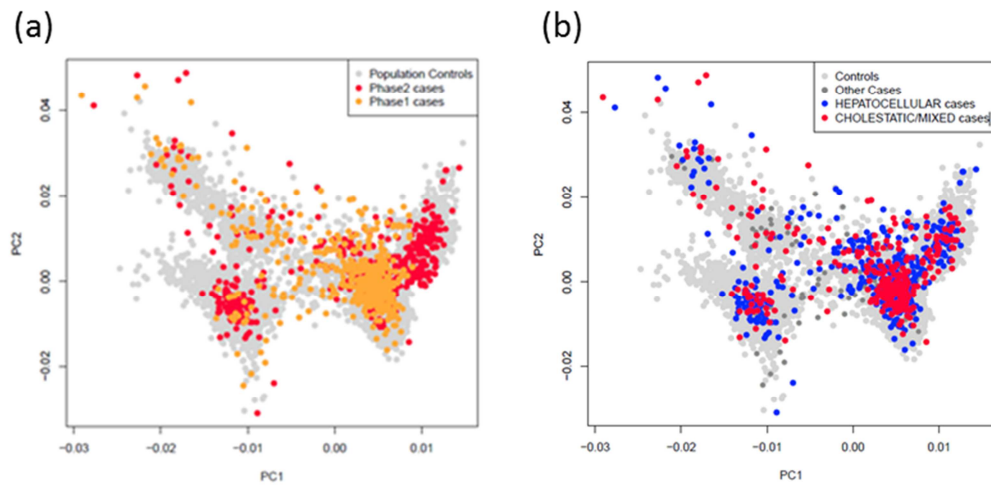 (a)
(b)
Population Controls
Phase2 cases
Phase1 cases
Controls
Other Cases
HEPATOCELLULAR cases
CHOLESTATIC/MIXED cases
PC2
0.04
0.02
0.00
−0.02
−0.03
−0.02
−0.01
0.00
0.01
PC1
PC2
0.04
0.02
0.00
−0.02
−0.03
−0.02
−0.01
0.00
0.01
PC1